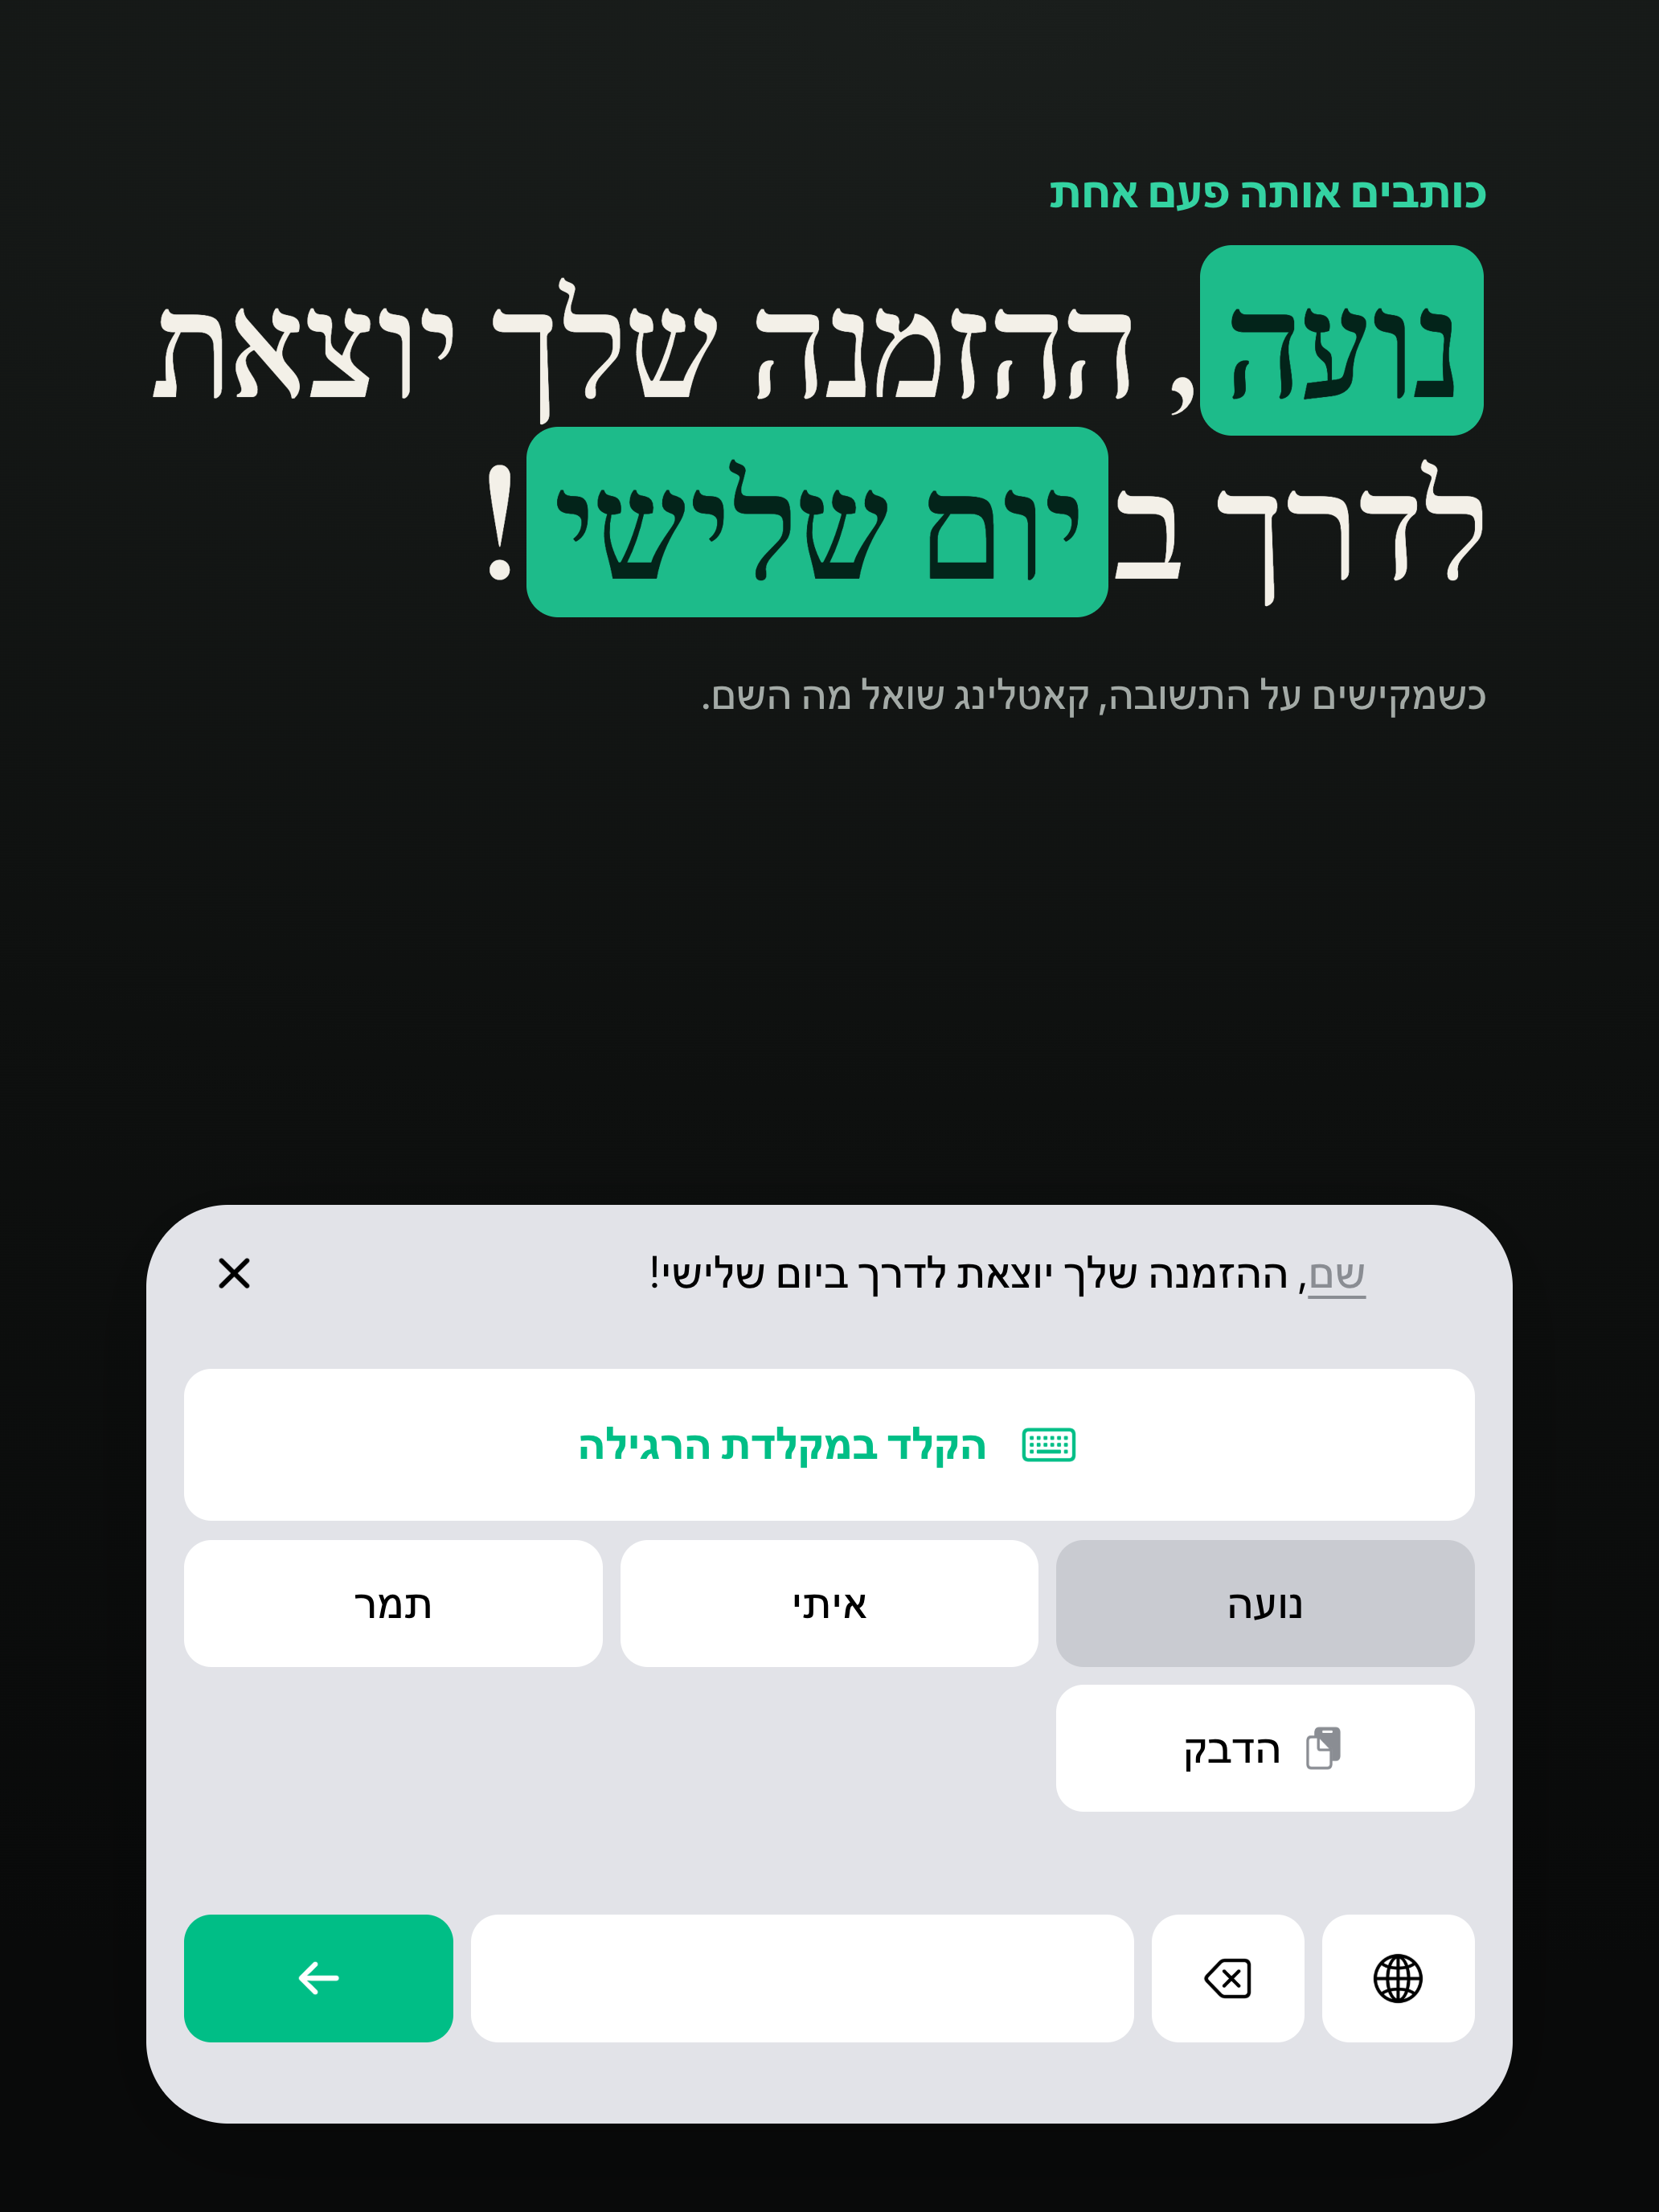 כותבים אותה פעם אחת
נועה, ההזמנה שלך יוצאת
לדרך ביום שלישי!
כשמקישים על התשובה, קאטלינג שואל מה השם.
שם, ההזמנה שלך יוצאת לדרך ביום שלישי!
הקלד במקלדת הרגילה
נועה
איתי
תמר
הדבק